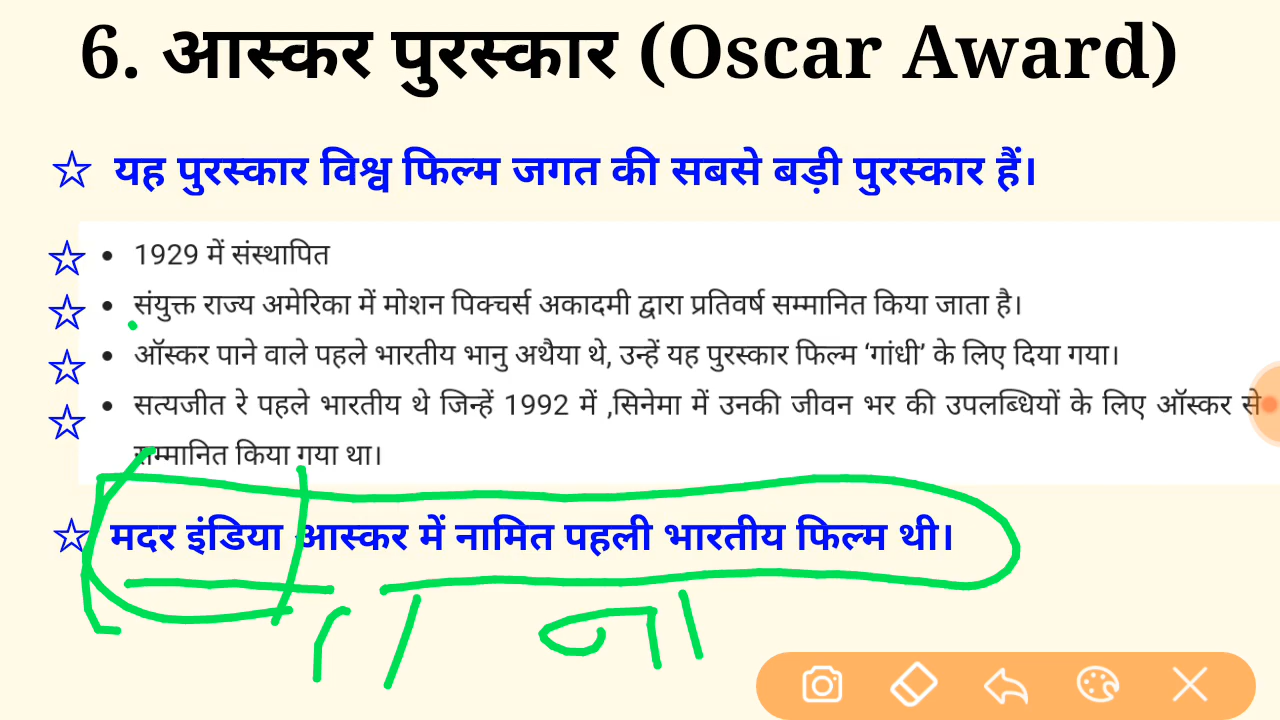 6. आस्कर पुरस्कार (Oscar Award)
☆ यह पुरस्कार विश्व फिल्म जगत की सबसे बड़ी पुरस्कार हैं।
☆ • 1929 में संस्थापित
☆ • संयुक्त राज्य अमेरिका में मोशन पिक्चर्स अकादमी द्वारा प्रतिवर्ष सम्मानित किया जाता है।
☆ • ऑस्कर पाने वाले पहले भारतीय भानु अथैया थे, उन्हें यह पुरस्कार फिल्म ‘गांधी’ के लिए दिया गया।
☆ • सत्यजीत रे पहले भारतीय थे जिन्हें 1992 में ,सिनेमा में उनकी जीवन भर की उपलब्धियों के लिए ऑस्कर से
सम्मानित किया गया था।
☆ मदर इंडिया आस्कर में नामित पहली भारतीय फिल्म थी।